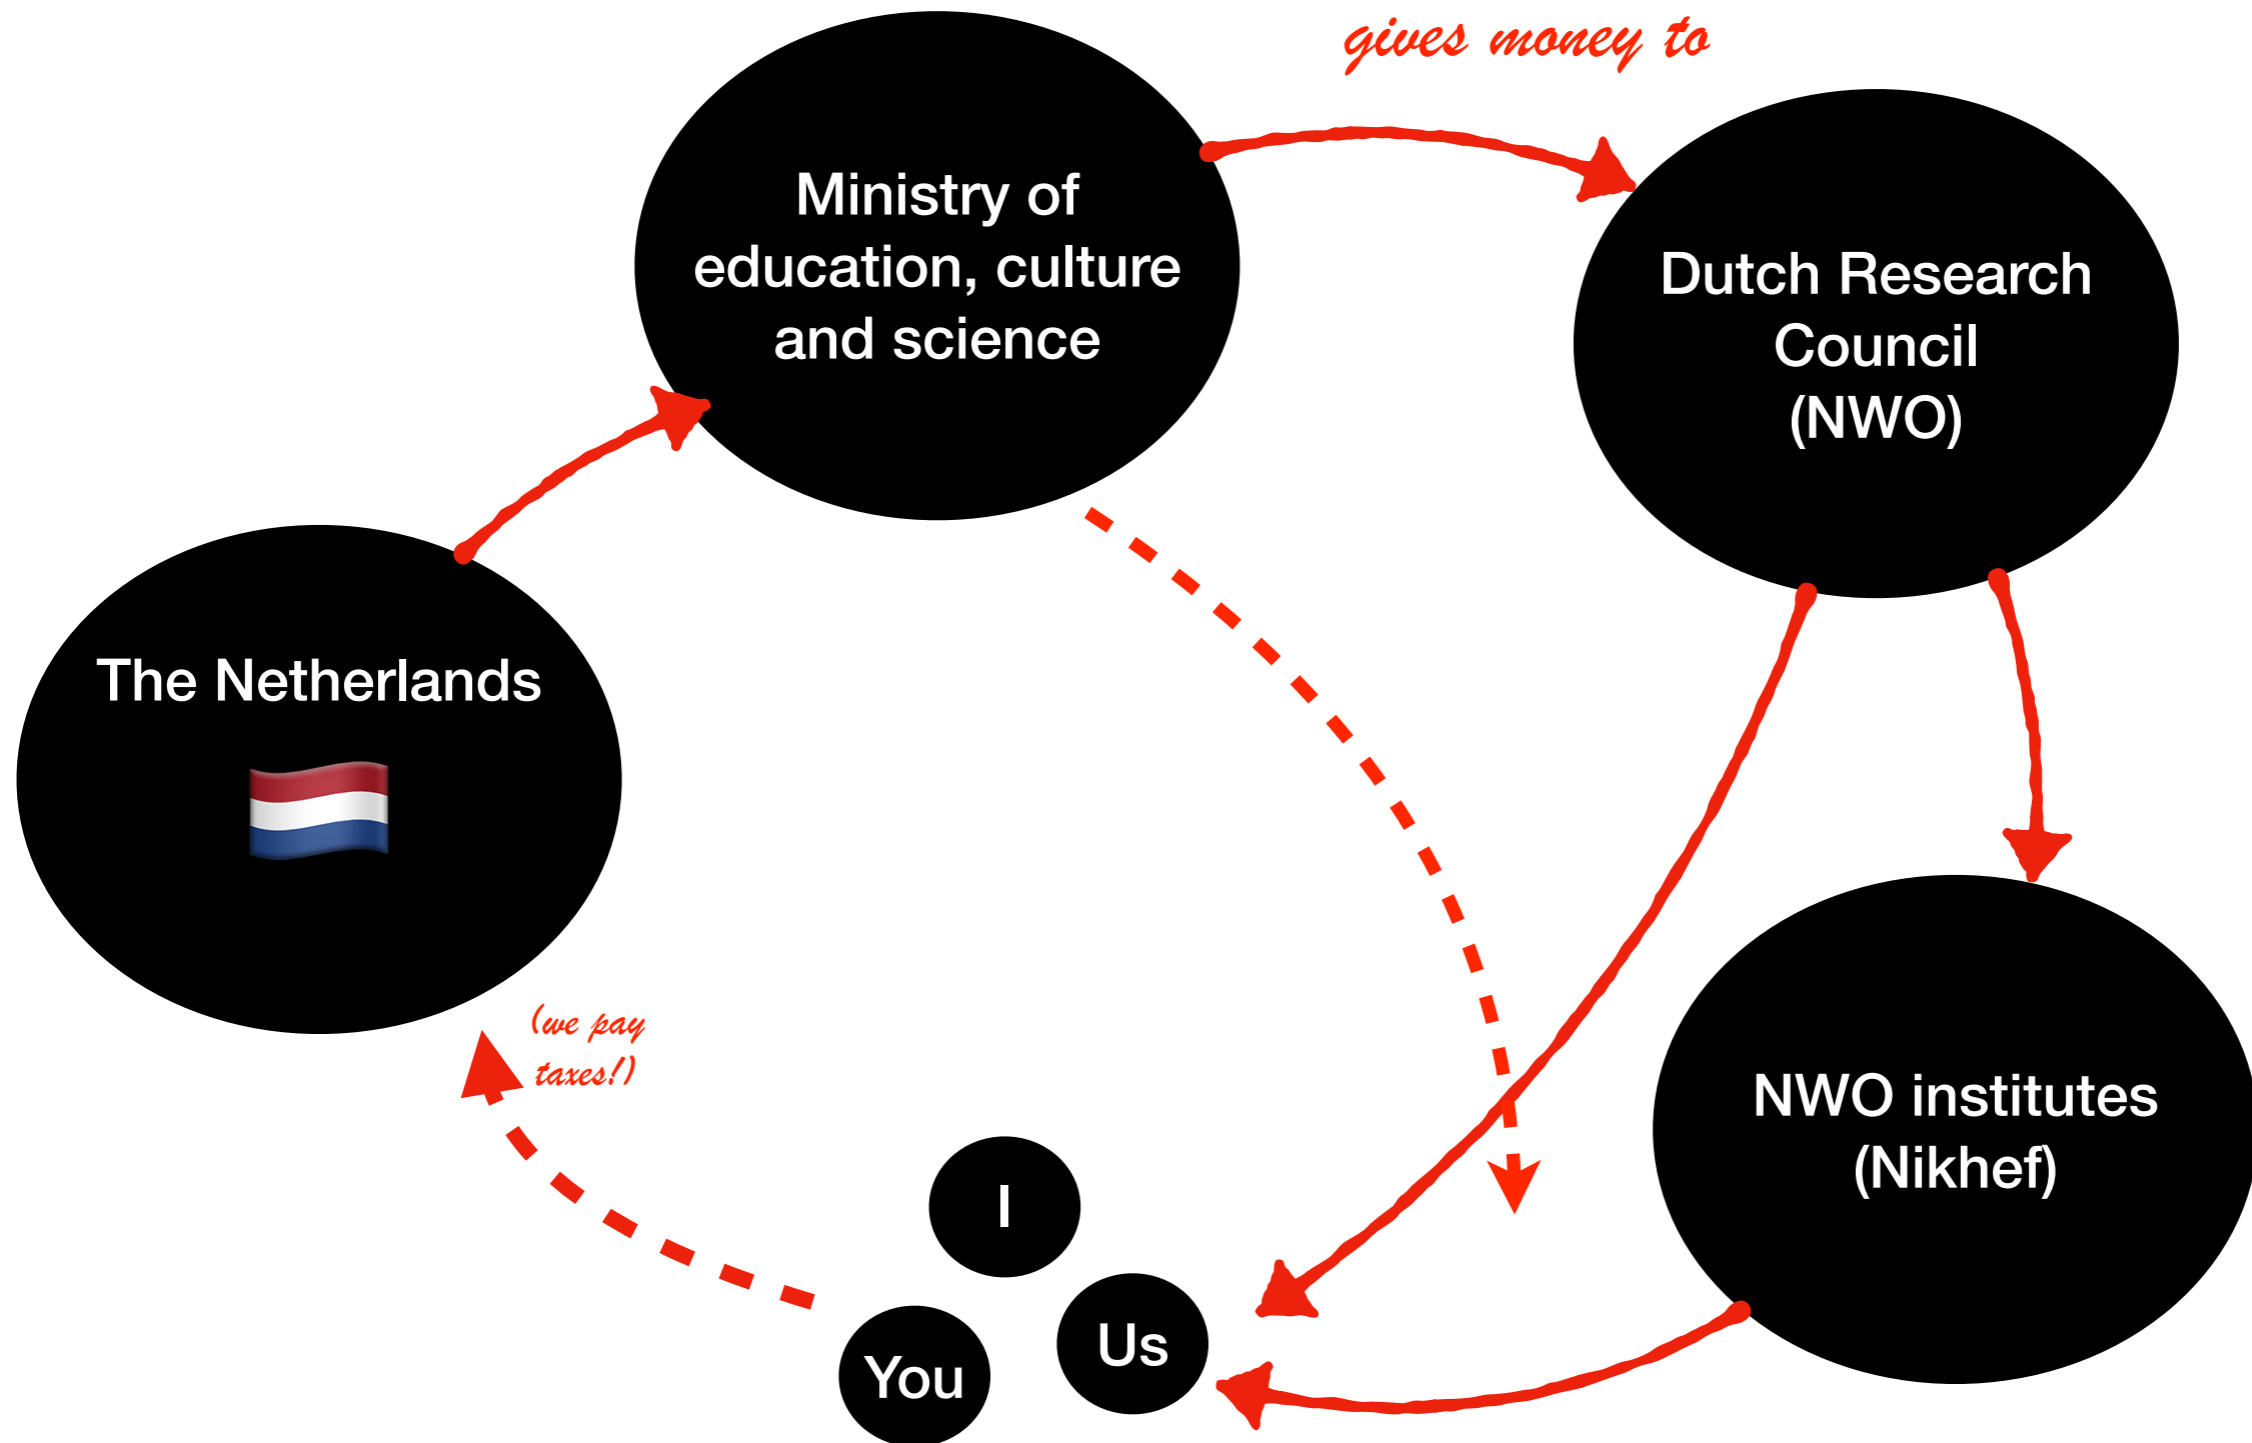 gives money to
Ministry of
education, culture
and science
Dutch Research
Council
(NWO)
The Netherlands
(we pay
taxes!)
NWO institutes
(Nikhef)
I
Us
You